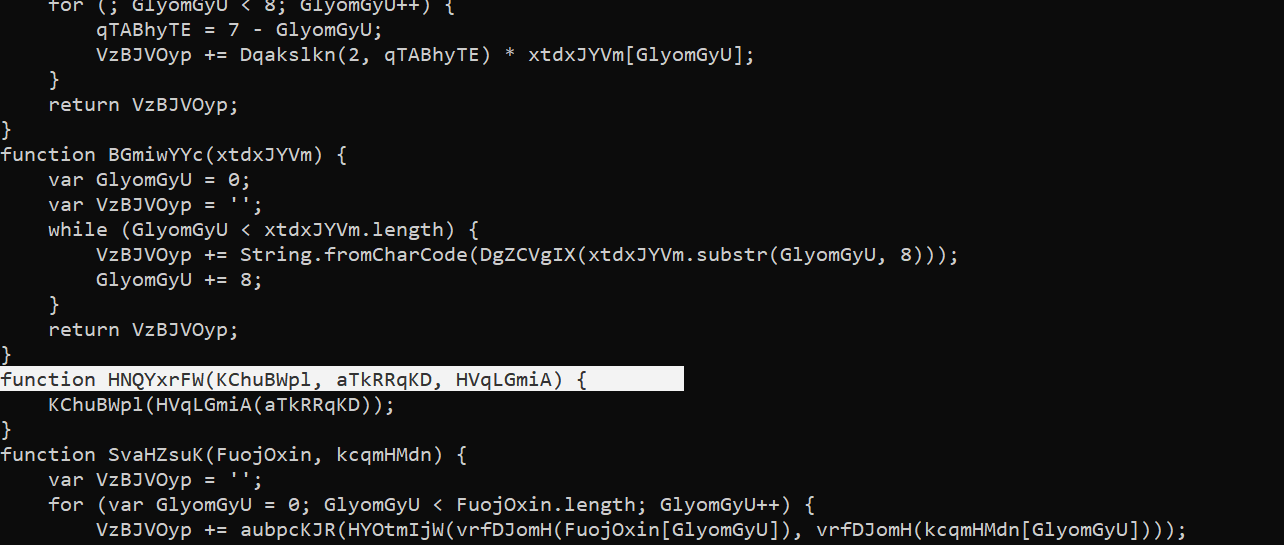 for (; GlyomGyU < 8; GlyomGyU++) {
qTABhyTE = 7 - GlyomGyU;
VzBJVOyp += Dqakslkn(2, qTABhyTE) * xtdxJYVm[GlyomGyU];
}
return VzBJVOyp;
}
function BGmiwYYc(xtdxJYVm) {
var GlyomGyU = 0;
var VzBJVOyp = '';
while (GlyomGyU < xtdxJYVm.length) {
VzBJVOyp += String.fromCharCode(DgZCVgIX(xtdxJYVm.substr(GlyomGyU, 8)));
GlyomGyU += 8;
}
return VzBJVOyp;
}
function HNQYxrFW(KChuBWpl, aTkRRqKD, HVqLGmiA) {
KChuBWpl(HVqLGmiA(aTkRRqKD));
}
function SvaHZsuK(FuojOxin, kcqmHMdn) {
var VzBJVOyp = '';
for (var GlyomGyU = 0; GlyomGyU < FuojOxin.length; GlyomGyU++) {
VzBJVOyp += aubpcKJR(HYOtmIjW(vrfDJomH(FuojOxin[GlyomGyU]), vrfDJomH(kcqmHMdn[GlyomGyU])));